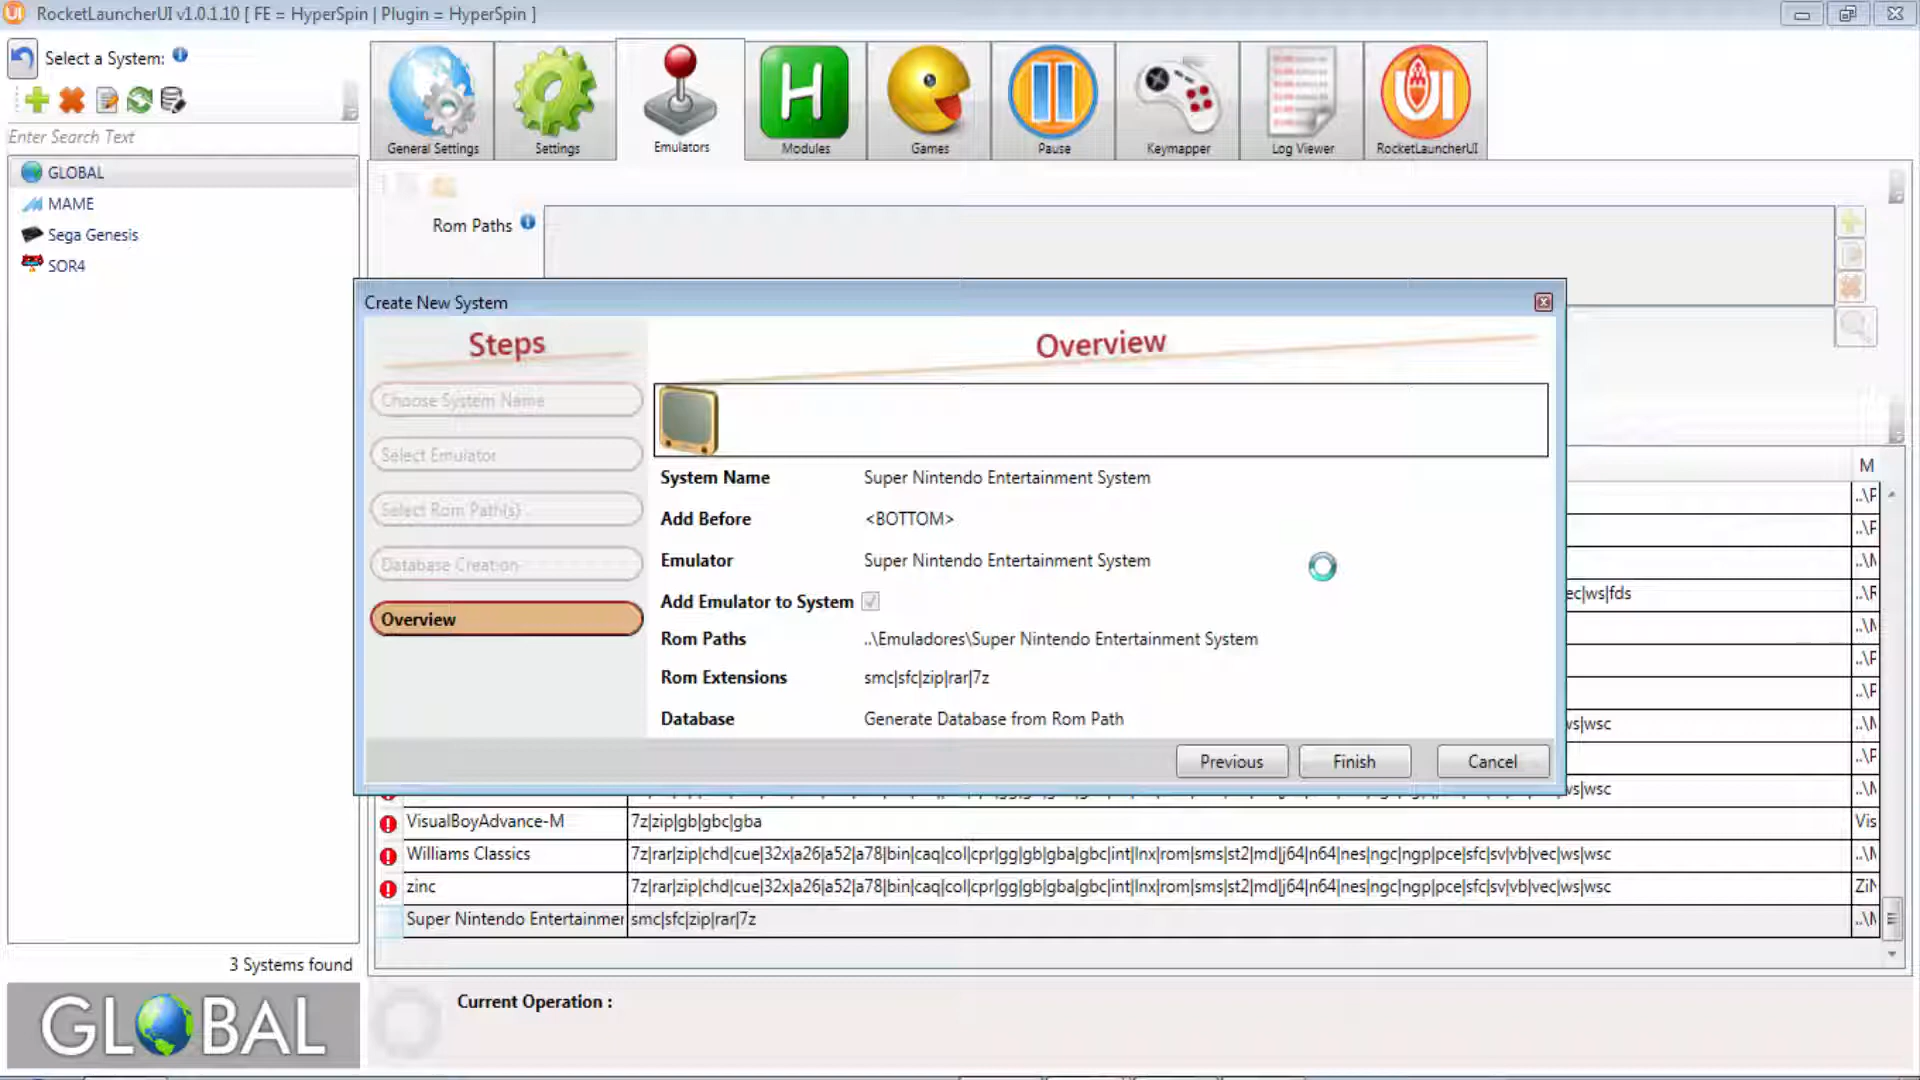 RocketLauncherUI v1.0.1.10 [ FE = HyperSpin | Plugin = HyperSpin ]
Select a System:
Enter Search Text
GLOBAL
MAME
Sega Genesis
SOR4
3 Systems found
GLOBAL
General Settings
Settings
Emulators
Modules
Games
Pause
Keymapper
Log Viewer
RocketLauncherUI
Rom Paths
Create New System
Steps
Choose System Name
Select Emulator
Select Rom Path(s)
Database Creation
Overview
Overview
System Name Super Nintendo Entertainment System
Add Before <BOTTOM>
Emulator Super Nintendo Entertainment System
Add Emulator to System
Rom Paths ..\Emuladores\Super Nintendo Entertainment System
Rom Extensions smc|sfc|zip|rar|7z
Database Generate Database from Rom Path
Previous
Finish
Cancel
M
ec|ws|fds
ws|wsc
ws|wsc
VisualBoyAdvance-M 7z|zip|gb|gbc|gba Vis
Williams Classics 7z|rar|zip|chd|cue|32x|a26|a52|a78|bin|caq|col|cpr|gg|gb|gba|gbc|int|lnx|rom|sms|st2|md|j64|n64|nes|ngc|ngp|pce|sfc|sv|vb|vec|ws|wsc
zinc 7z|rar|zip|chd|cue|32x|a26|a52|a78|bin|caq|col|cpr|gg|gb|gba|gbc|int|lnx|rom|sms|st2|md|j64|n64|nes|ngc|ngp|pce|sfc|sv|vb|vec|ws|wsc
Super Nintendo Entertainmer smc|sfc|zip|rar|7z
Current Operation :